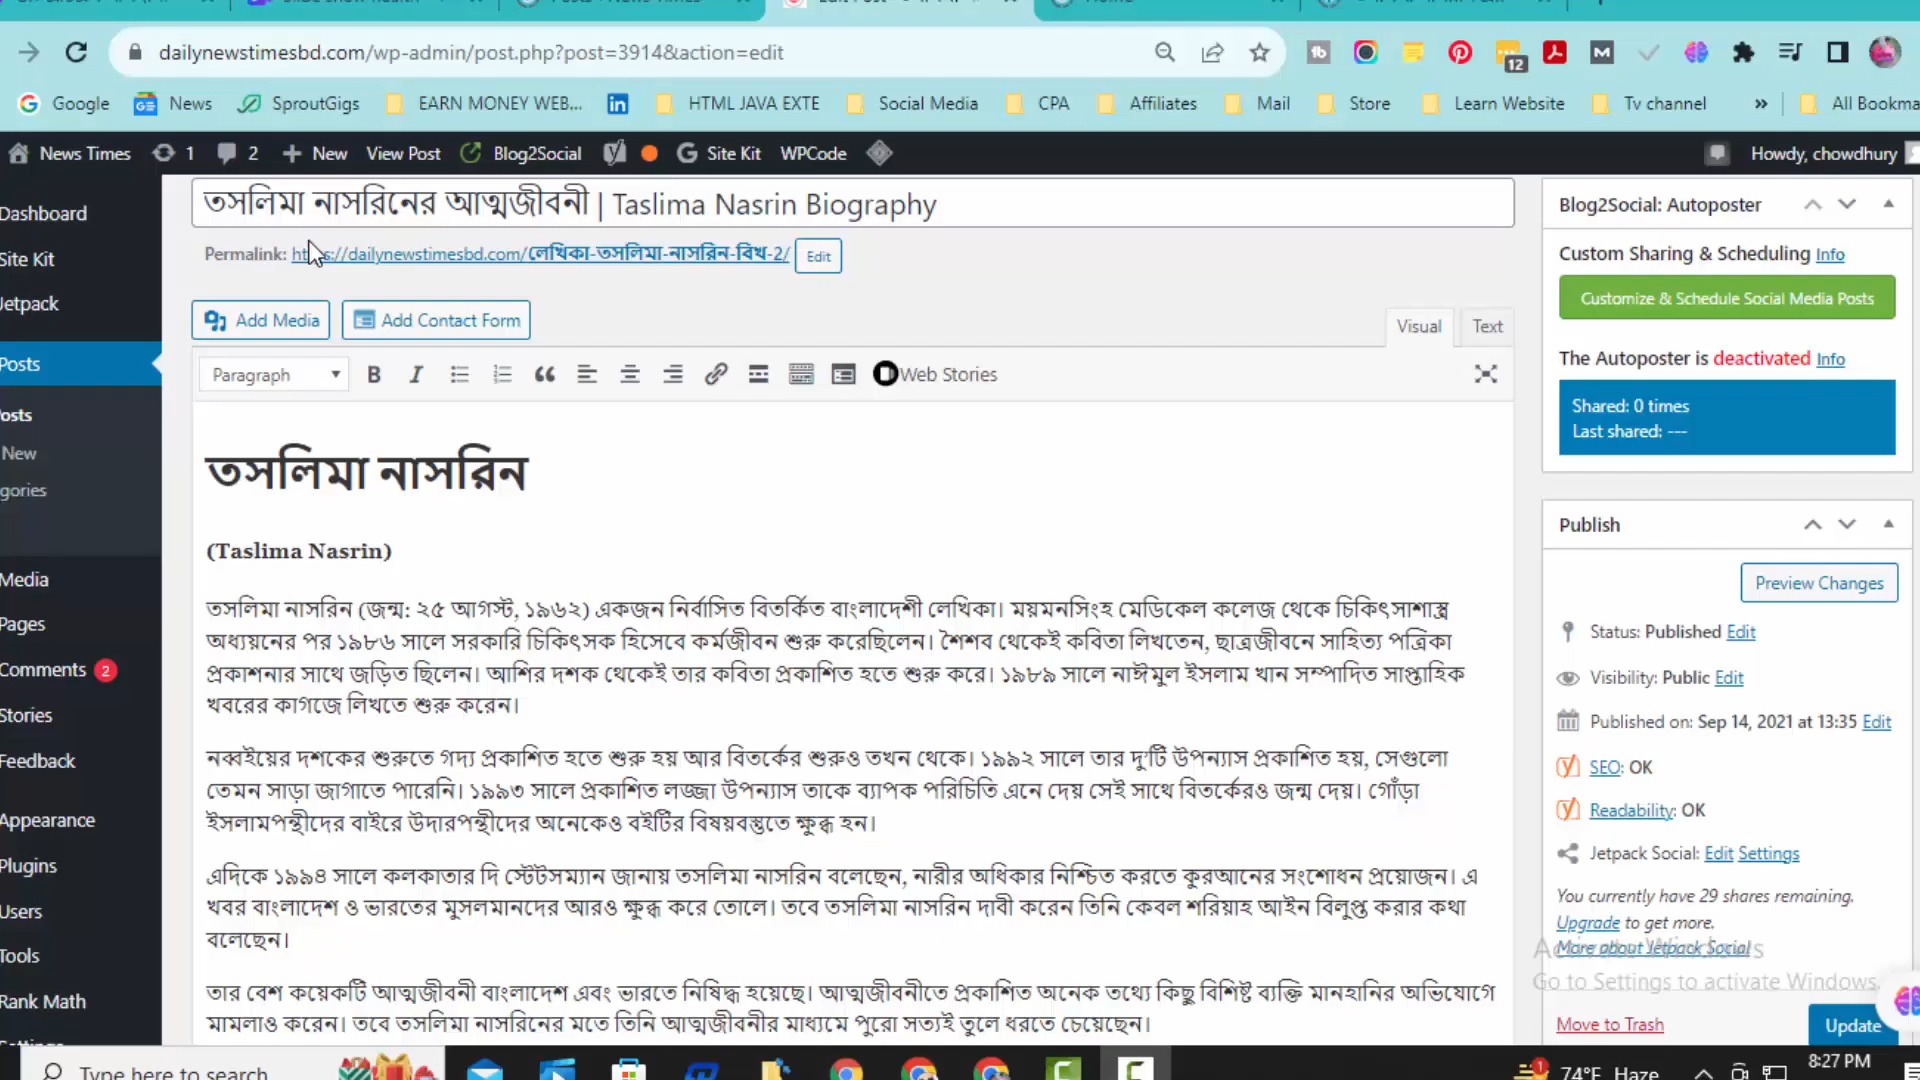 dailynewstimesbd.com/wp-admin/post.php?post=3914&action=edit
12
Google News SproutGigs EARN MONEY WEB... HTML JAVA EXTE Social Media CPA Affiliates Mail Store Learn Website Tv channel » All Bookma
News Times 1 2 New View Post Blog2Social Site Kit WPCode Howdy, chowdhury
Dashboard
Site Kit
Jetpack
Posts
osts
New
gories
Media
Pages
Comments 2
Stories
Feedback
Appearance
Plugins
Users
Tools
Rank Math
তসলিমা নাসরিনের আত্মজীবনী | Taslima Nasrin Biography
Permalink: https://dailynewstimesbd.com/লেখিকা-তসলিমা-নাসরিন-বিখ-2/ Edit
Add Media Add Contact Form
Visual Text
Paragraph Web Stories
তসলিমা নাসরিন
(Taslima Nasrin)
তসলিমা নাসরিন (জন্ম: ২৫ আগস্ট, ১৯৬২) একজন নির্বাসিত বিতর্কিত বাংলাদেশী লেখিকা। ময়মনসিংহ মেডিকেল কলেজ থেকে চিকিৎসাশাস্ত্র
অধ্যয়নের পর ১৯৮৬ সালে সরকারি চিকিৎসক হিসেবে কর্মজীবন শুরু করেছিলেন। শৈশব থেকেই কবিতা লিখতেন, ছাত্রজীবনে সাহিত্য পত্রিকা
প্রকাশনার সাথে জড়িত ছিলেন। আশির দশক থেকেই তার কবিতা প্রকাশিত হতে শুরু করে। ১৯৮৯ সালে নাঈমুল ইসলাম খান সম্পাদিত সাপ্তাহিক
খবরের কাগজে লিখতে শুরু করেন।
নব্বইয়ের দশকের শুরুতে গদ্য প্রকাশিত হতে শুরু হয় আর বিতর্কের শুরুও তখন থেকে। ১৯৯২ সালে তার দু’টি উপন্যাস প্রকাশিত হয়, সেগুলো
তেমন সাড়া জাগাতে পারেনি। ১৯৯৩ সালে প্রকাশিত লজ্জা উপন্যাস তাকে ব্যাপক পরিচিতি এনে দেয় সেই সাথে বিতর্কেরও জন্ম দেয়। গোঁড়া
ইসলামপন্থীদের বাইরে উদারপন্থীদের অনেকেও বইটির বিষয়বস্তুতে ক্ষুব্ধ হন।
এদিকে ১৯৯৪ সালে কলকাতার দি স্টেটসম্যান জানায় তসলিমা নাসরিন বলেছেন, নারীর অধিকার নিশ্চিত করতে কুরআনের সংশোধন প্রয়োজন। এ
খবর বাংলাদেশ ও ভারতের মুসলমানদের আরও ক্ষুব্ধ করে তোলে। তবে তসলিমা নাসরিন দাবী করেন তিনি কেবল শরিয়াহ আইন বিলুপ্ত করার কথা
বলেছেন।
তার বেশ কয়েকটি আত্মজীবনী বাংলাদেশ এবং ভারতে নিষিদ্ধ হয়েছে। আত্মজীবনীতে প্রকাশিত অনেক তথ্যে কিছু বিশিষ্ট ব্যক্তি মানহানির অভিযোগে
মামলাও করেন। তবে তসলিমা নাসরিনের মতে তিনি আত্মজীবনীর মাধ্যমে পুরো সত্যই তুলে ধরতে চেয়েছেন।
Blog2Social: Autoposter
Custom Sharing & Scheduling Info
Customize & Schedule Social Media Posts
The Autoposter is deactivated Info
Shared: 0 times
Last shared: ---
Publish
Preview Changes
Status: Published Edit
Visibility: Public Edit
Published on: Sep 14, 2021 at 13:35 Edit
SEO: OK
Readability: OK
Jetpack Social: Edit Settings
You currently have 29 shares remaining.
Upgrade to get more.
More about Jetpack Social
Activate Windows
Go to Settings to activate Windows.
Move to Trash Update
Type here to search 74°F Haze 8:27 PM